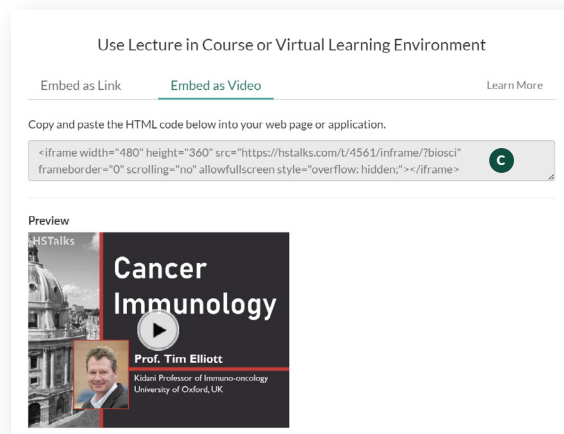 Use Lecture in Course or Virtual Learning Environment
Embed as Link Embed as Video Learn More
Copy and paste the HTML code below into your web page or application.
<iframe width="480" height="360" src="https://hstalks.com/t/4561/inframe/?biosci"
frameborder="0" scrolling="no" allowfullscreen style="overflow: hidden;"></iframe>
C
Preview
HSTalks
Cancer
Immunology
Prof. Tim Elliott
Kidani Professor of Immuno-oncology
University of Oxford, UK